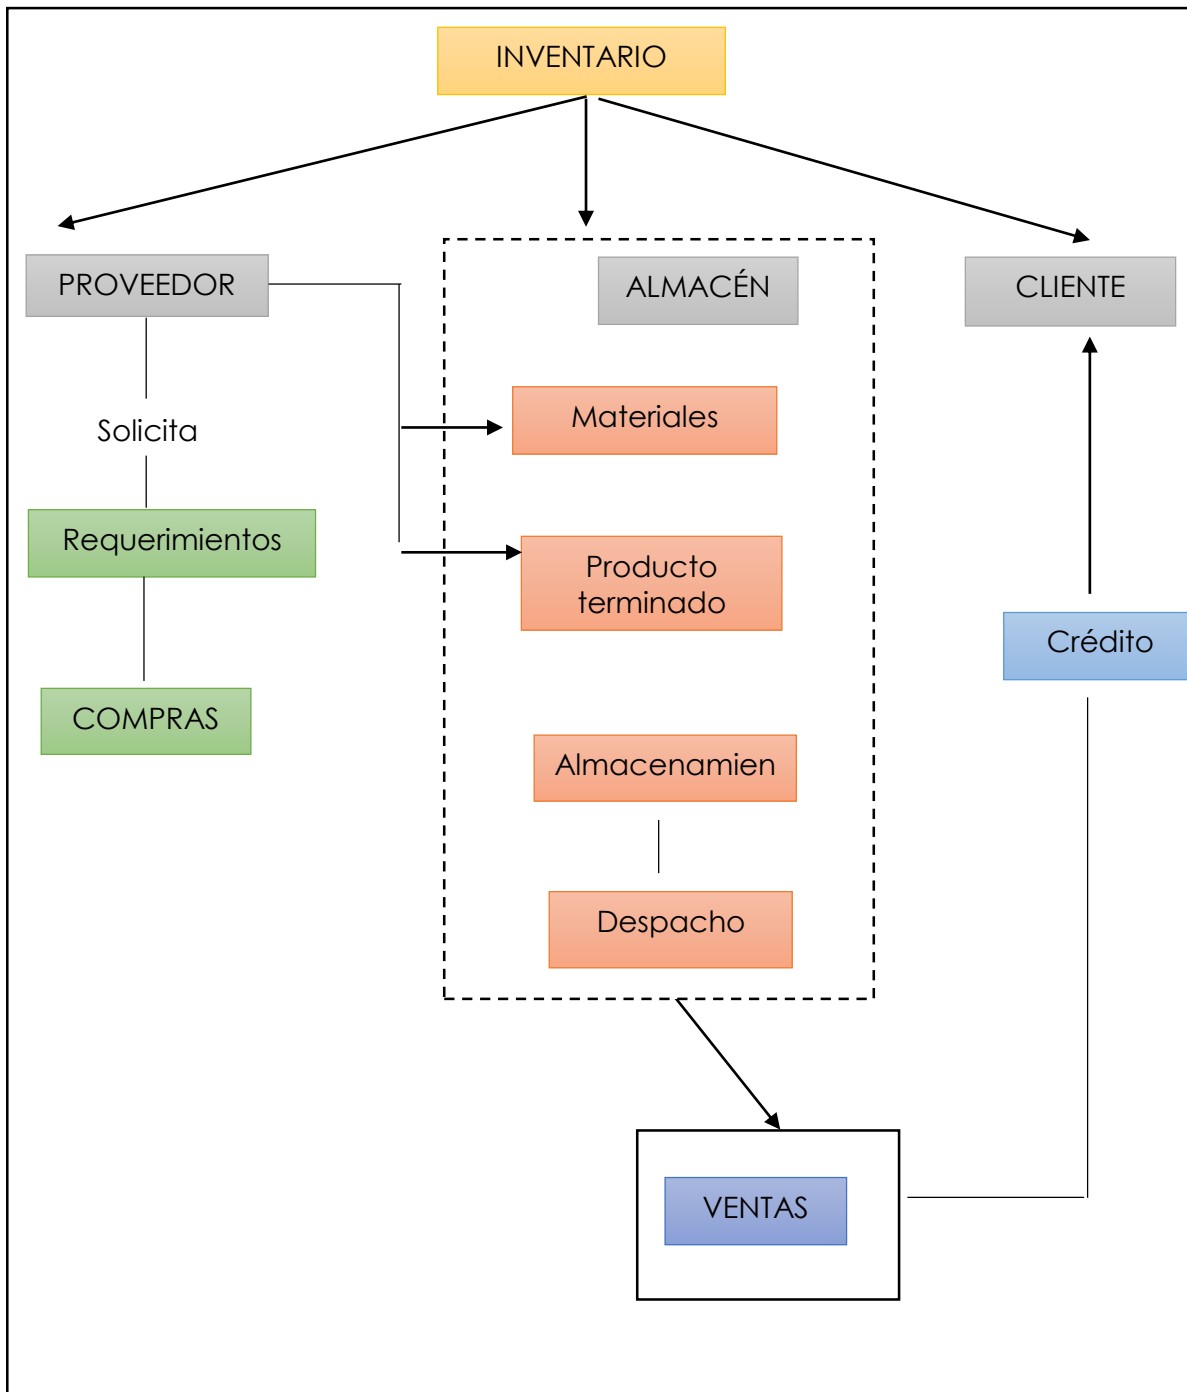 INVENTARIO
PROVEEDOR
ALMACÉN
CLIENTE
Materiales
Solicita
Requerimientos
Producto
terminado
Crédito
COMPRAS
Almacenamien
Despacho
VENTAS